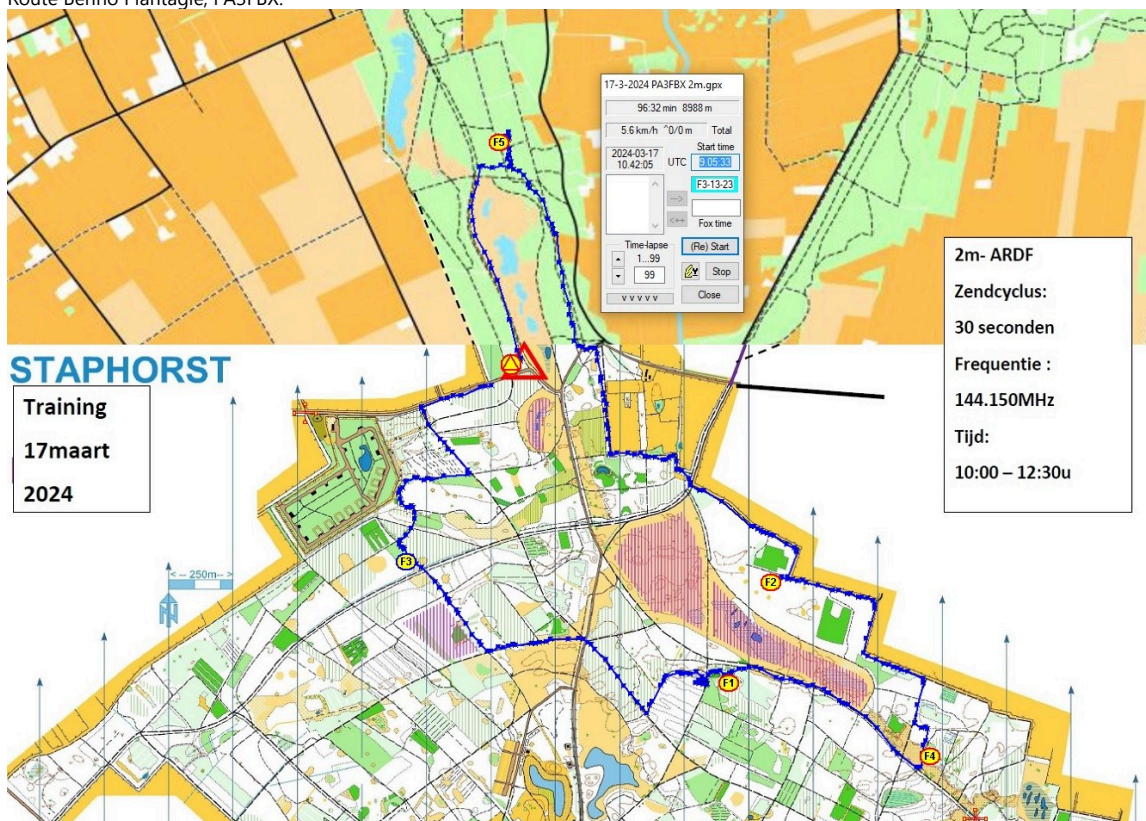 Route Benno Plantagie, PA3FBX.
17-3-2024 PA3FBX 2m.gpx
96:32 min 8988 m
5.6 km/h ^0/0 m Total
2024-03-17
10.42:05
UTC
Start time
9.05:33
F3-13-23
-->
<++
Fox time
Time-lapse
1...99
99
(Re) Start
Stop
Close
v v v v v
F5
2m- ARDF
Zendcyclus:
30 seconden
Frequentie :
144.150MHz
Tijd:
10:00 – 12:30u
STAPHORST
Training
17maart
2024
<-- 250m-->
F3
F2
F1
F4